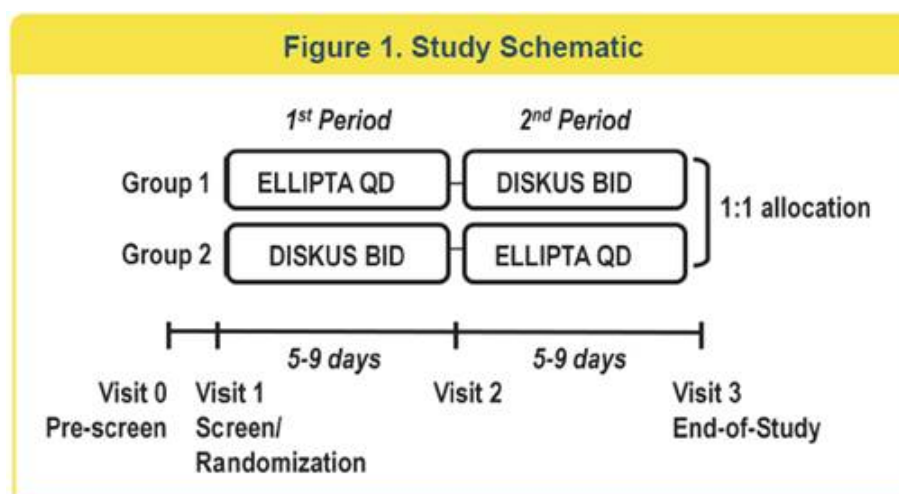 Figure 1. Study Schematic
1st Period 2nd Period
Group 1 ELLIPTA QD DISKUS BID
1:1 allocation
Group 2 DISKUS BID ELLIPTA QD
5-9 days 5-9 days
Visit 0 Visit 1 Visit 2 Visit 3
Pre-screen Screen/ End-of-Study
Randomization